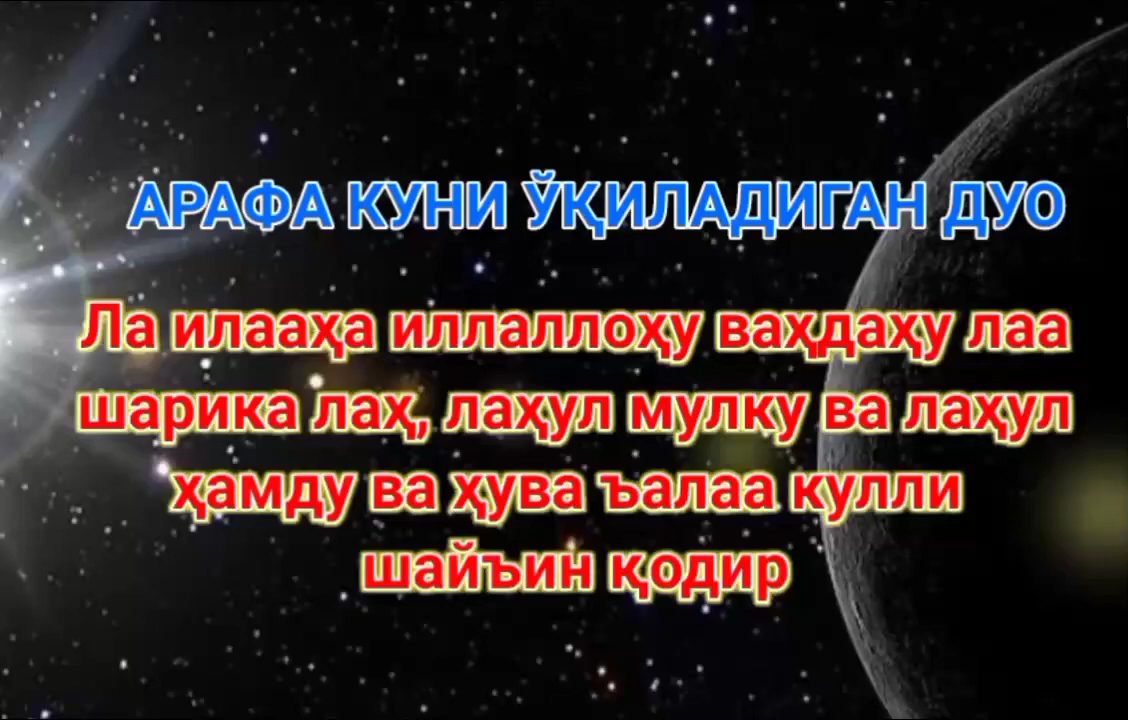 АРАФА КУНИ ЎҚИЛАДИГАН ДУО
Ла илааҳа иллаллоҳу ваҳдаҳу лаа
шарика лаҳ, лаҳул мулку ва лаҳул
ҳамду ва ҳува ъалаа кулли
шайъин қодир